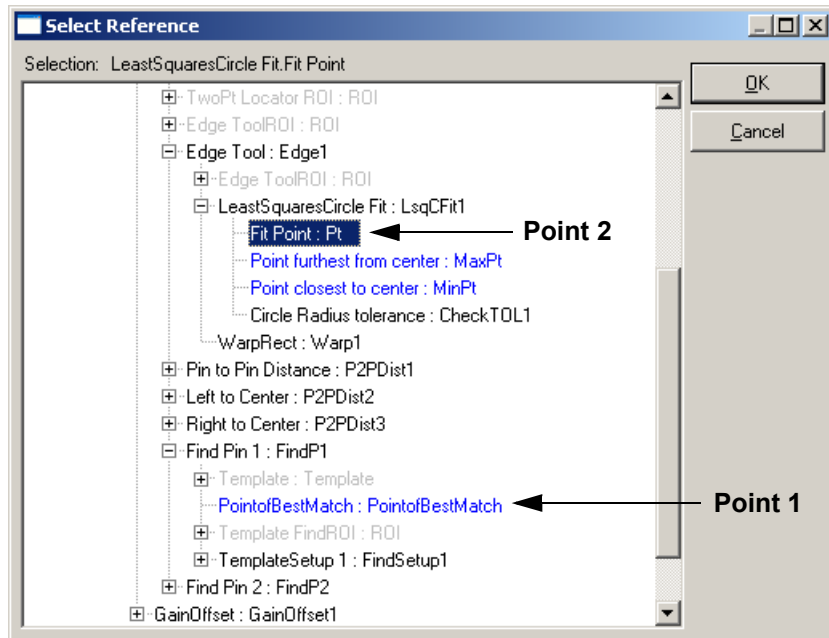 Select Reference
Selection: LeastSquaresCircle Fit.Fit Point
OK
Cancel
TwoPt Locator ROI : ROI
Edge ToolROI : ROI
Edge Tool : Edge1
Edge ToolROI : ROI
LeastSquaresCircle Fit : LsqCFit1
Fit Point : Pt
Point 2
Point furthest from center : MaxPt
Point closest to center : MinPt
Circle Radius tolerance : CheckTOL1
WarpRect : Warp1
Pin to Pin Distance : P2PDist1
Left to Center : P2PDist2
Right to Center : P2PDist3
Find Pin 1 : FindP1
Template : Template
PointofBestMatch : PointofBestMatch
Point 1
Template FindROI : ROI
TemplateSetup 1 : FindSetup1
Find Pin 2 : FindP2
GainOffset : GainOffset1